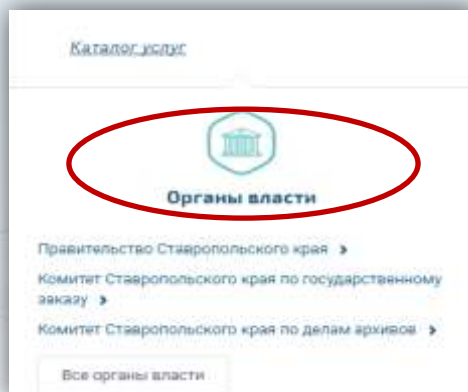 Каталог услуг
Органы власти
Правительство Ставропольского края >
Комитет Ставропольского края по государственному
заказу >
Комитет Ставропольского края по делам архивов >
Все органы власти